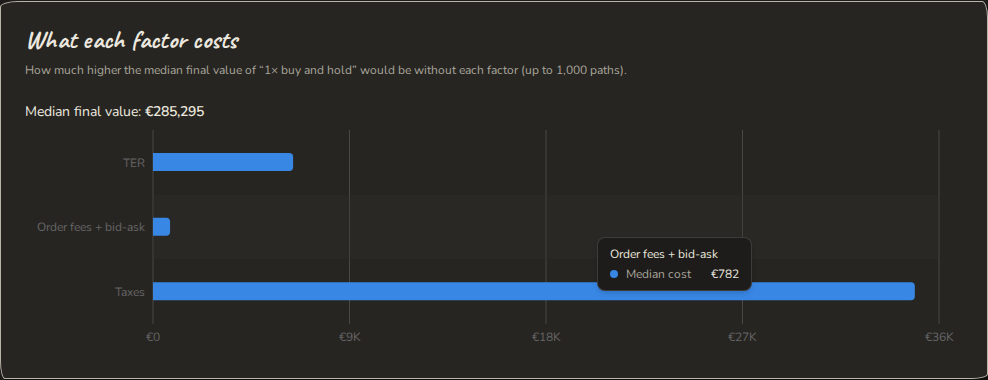 What each factor costs
How much higher the median final value of “1× buy and hold” would be without each factor (up to 1,000 paths).
Median final value: €285,295
TER
Order fees + bid-ask
Order fees + bid-ask
Median cost €782
Taxes
€0 €9K €18K €27K €36K